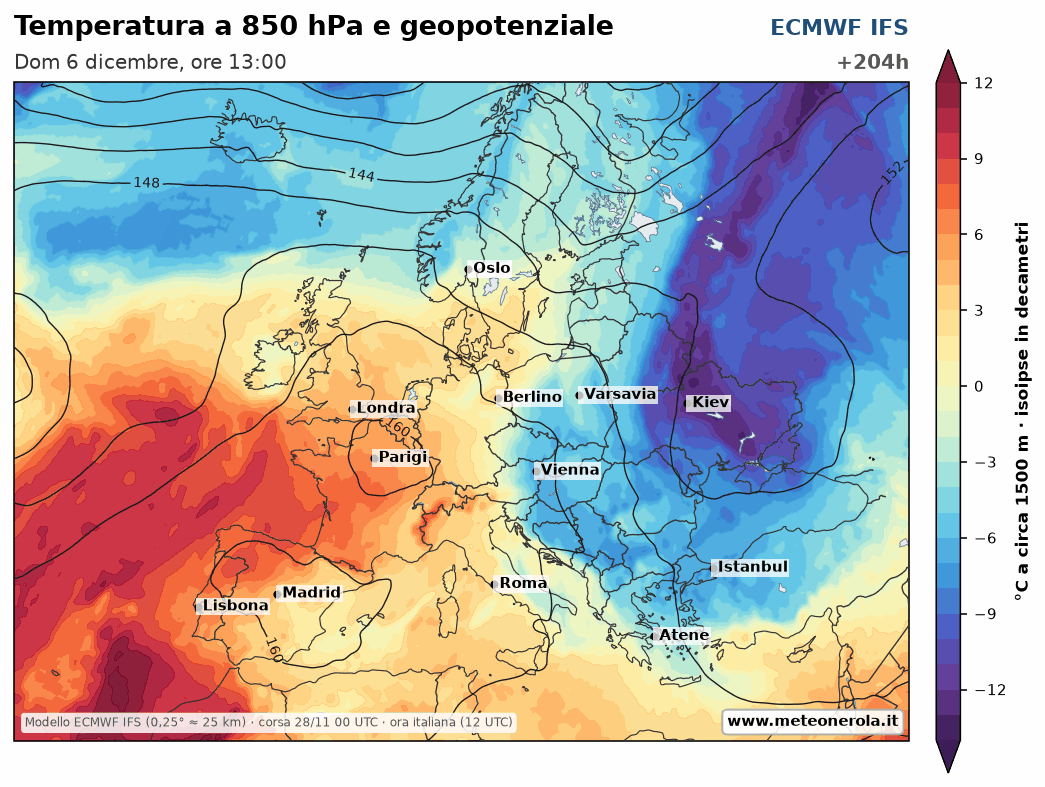 Temperatura a 850 hPa e geopotenziale
ECMWF IFS
Dom 6 dicembre, ore 13:00
+204h
12
9
6
3
0
−3
−6
−9
−12
°C a circa 1500 m · isoipse in decametri
148
144
152
Oslo
Berlino
Varsavia
Kiev
Londra
160
Parigi
Vienna
Istanbul
Roma
Madrid
Lisbona
Atene
160
Modello ECMWF IFS (0,25° ≈ 25 km) · corsa 28/11 00 UTC · ora italiana (12 UTC)
www.meteonerola.it